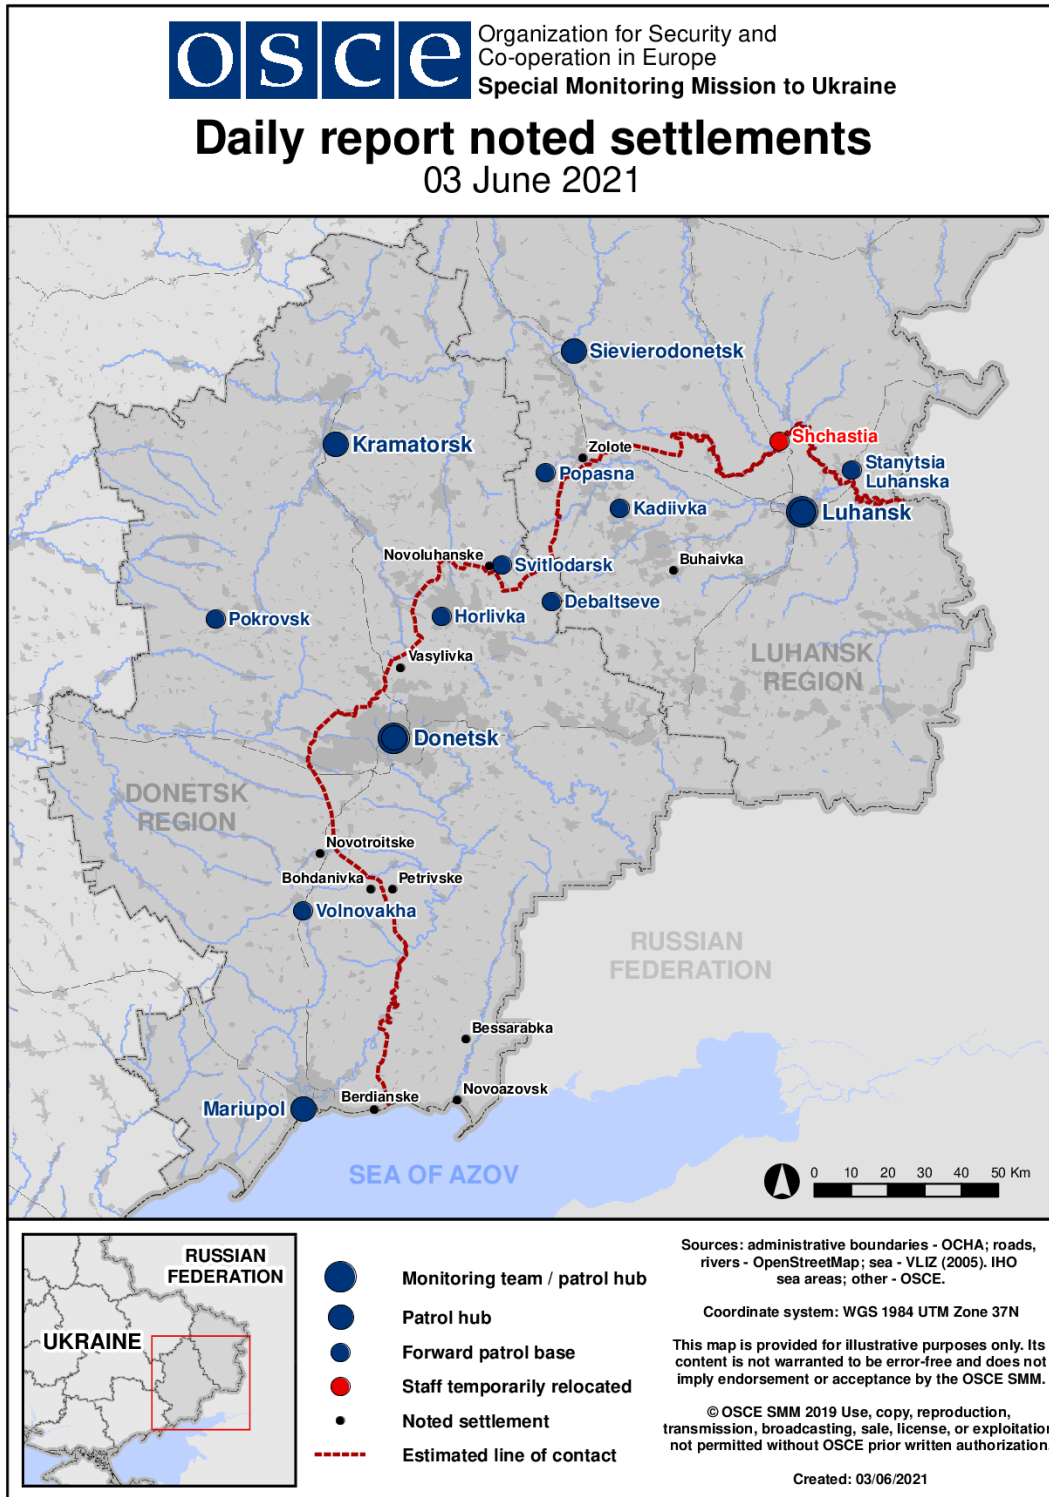 osce
Organization for Security and
Co-operation in Europe
Special Monitoring Mission to Ukraine
Daily report noted settlements
03 June 2021
Sievierodonetsk
Kramatorsk
Shchastia
Zolote
Popasna
Stanytsia
Luhanska
Kadiivka
Luhansk
Novoluhanske
Svitlodarsk
Buhaivka
Debaltseve
Pokrovsk
Horlivka
Vasylivka
LUHANSK
REGION
Donetsk
DONETSK
REGION
Novotroitske
Bohdanivka
Petrivske
Volnovakha
RUSSIAN
FEDERATION
Bessarabka
Novoazovsk
Berdianske
Mariupol
SEA OF AZOV
0 10 20 30 40 50 Km
RUSSIAN
FEDERATION
UKRAINE
Monitoring team / patrol hub
Patrol hub
Forward patrol base
Staff temporarily relocated
Noted settlement
Estimated line of contact
Sources: administrative boundaries - OCHA; roads,
rivers - OpenStreetMap; sea - VLIZ (2005). IHO
sea areas; other - OSCE.
Coordinate system: WGS 1984 UTM Zone 37N
This map is provided for illustrative purposes only. Its
content is not warranted to be error-free and does not
imply endorsement or acceptance by the OSCE SMM.
© OSCE SMM 2019 Use, copy, reproduction,
transmission, broadcasting, sale, license, or exploitation
not permitted without OSCE prior written authorization.
Created: 03/06/2021